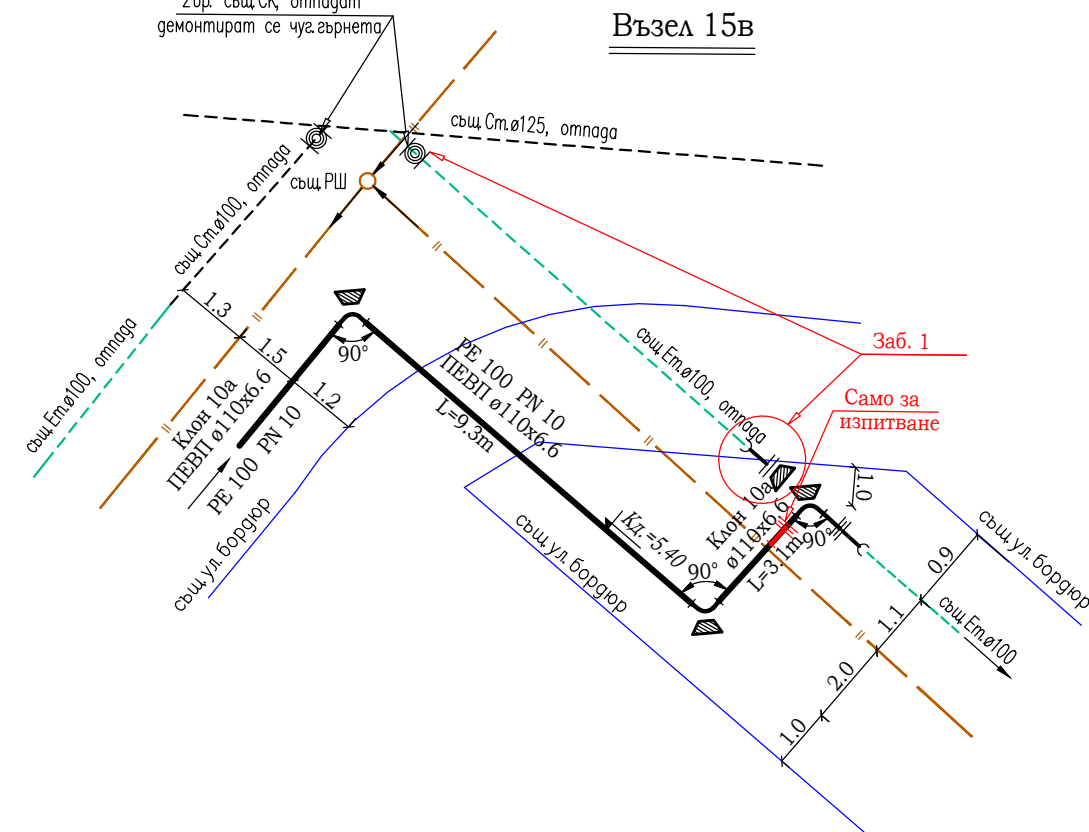 2бр. същ.СК, отпадат
демонтират се чуг.гърнета
Възел 15в
същ.Ст.ø125, отпада
същ.РШ
същ.Ст.ø100, отпада
същ.Ет.ø100, отпада
1.3
1.5
1.2
90°
Клон 10а
ПЕВП ø110х6.6
PE 100 PN 10
PE 100 PN 10
ПЕВП ø110х6.6
L=9.3m
същ.Ет.ø100, отпада
Заб. 1
Само за
изпитване
1.0
Клон 10а
ø110х6.6
L=3.1m
90°
90°
Кд.=5.40
същ.ул.бордюр
същ.ул.бордюр
същ.ул.бордюр
същ.Ет.ø100
0.9
1.1
2.0
1.0